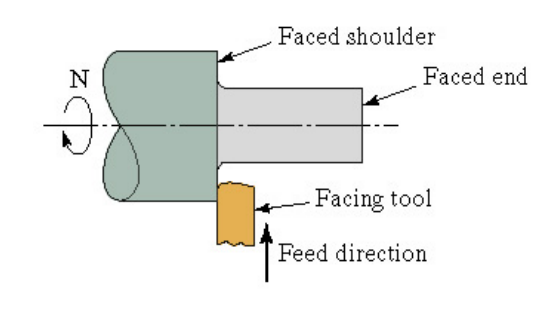 Faced shoulder
Faced end
N
Facing tool
Feed direction